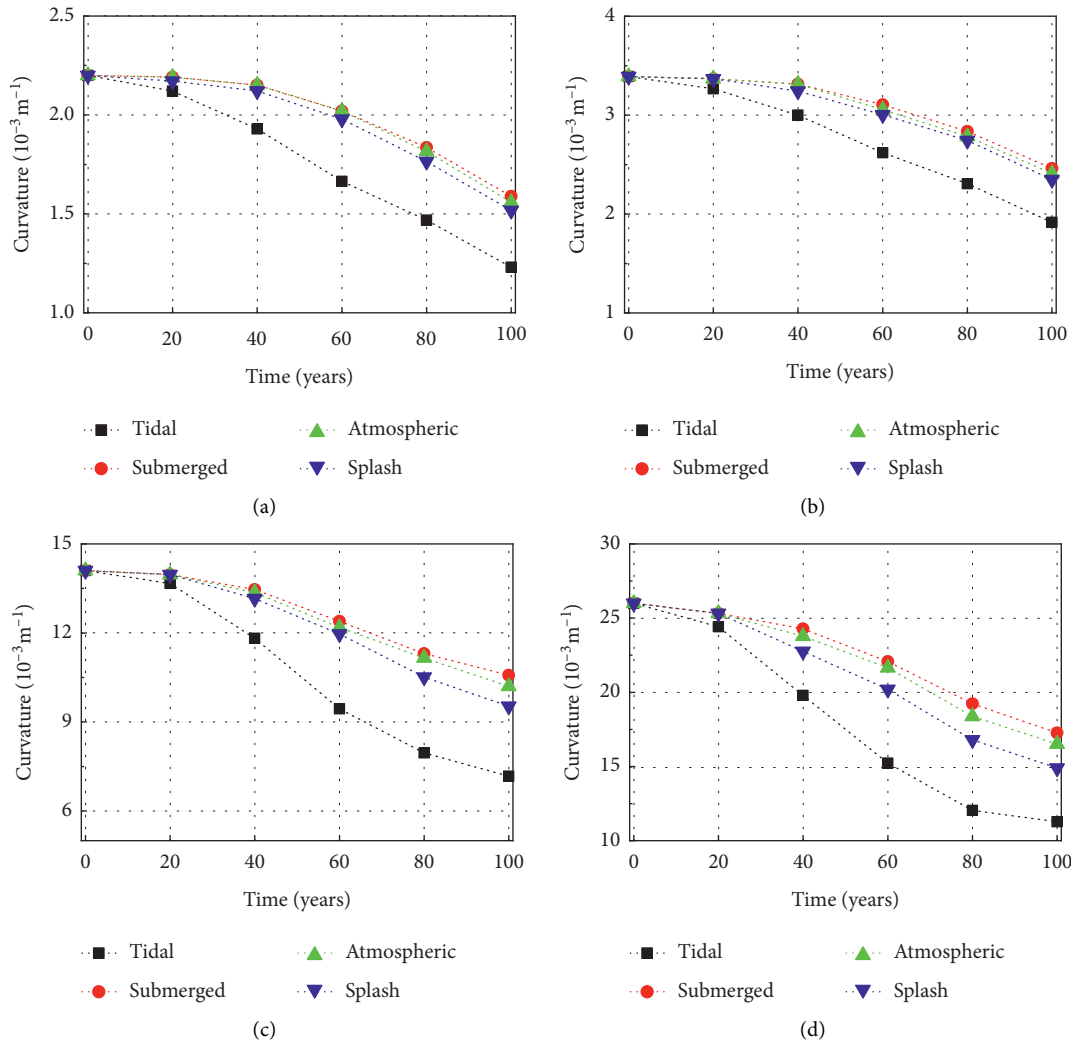 2.5
2.0
1.5
1.0
Curvature (10⁻³ m⁻¹)
0 20 40 60 80 100
Time (years)
Tidal Atmospheric
Submerged Splash
(a)
4
3
2
1
Curvature (10⁻³ m⁻¹)
0 20 40 60 80 100
Time (years)
Tidal Atmospheric
Submerged Splash
(b)
15
12
9
6
Curvature (10⁻³ m⁻¹)
0 20 40 60 80 100
Time (years)
Tidal Atmospheric
Submerged Splash
(c)
30
25
20
15
10
Curvature (10⁻³ m⁻¹)
0 20 40 60 80 100
Time (years)
Tidal Atmospheric
Submerged Splash
(d)